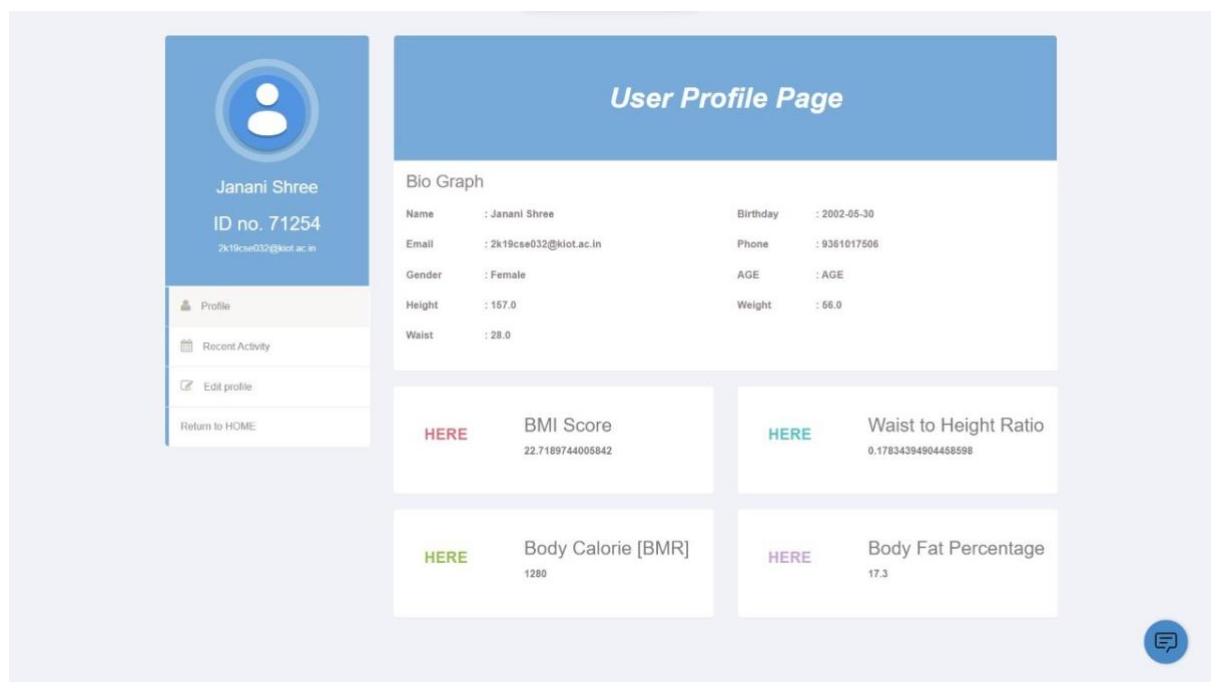 Janani Shree
ID no. 71254
2k19cse032@kiot.ac.in
Profile
Recent Activity
Edit profile
Return to HOME
User Profile Page
Bio Graph
Name : Janani Shree
Birthday : 2002-05-30
Email : 2k19cse032@kiot.ac.in
Phone : 9361017506
Gender : Female
AGE : AGE
Height : 157.0
Weight : 56.0
Waist : 28.0
HERE
BMI Score
22.7189744005842
HERE
Waist to Height Ratio
0.17834394904458598
HERE
Body Calorie [BMR]
1280
HERE
Body Fat Percentage
17.3